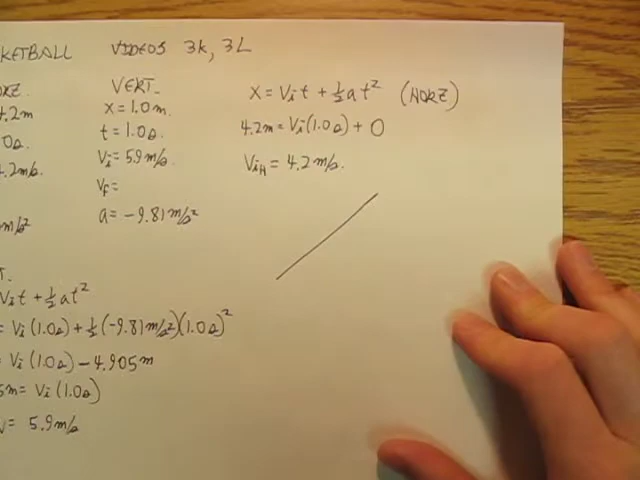 KETBALL VIDEOS 3K, 3L
RZ.
4.2m
0s.
4.2m/s.
m/s²
VERT.
x = 1.0m.
t = 1.0s.
Vi = 5.9m/s.
VF =
a = -9.81m/s²
X = Vit + ½at² (HORZ)
4.2m = Vi(1.0s) + 0
ViH = 4.2m/s.
T.
Vit + ½at²
= Vi(1.0s) + ½(-9.81m/s²)(1.0s)²
= Vi(1.0s) - 4.905m
5m = Vi(1.0s)
V = 5.9m/s